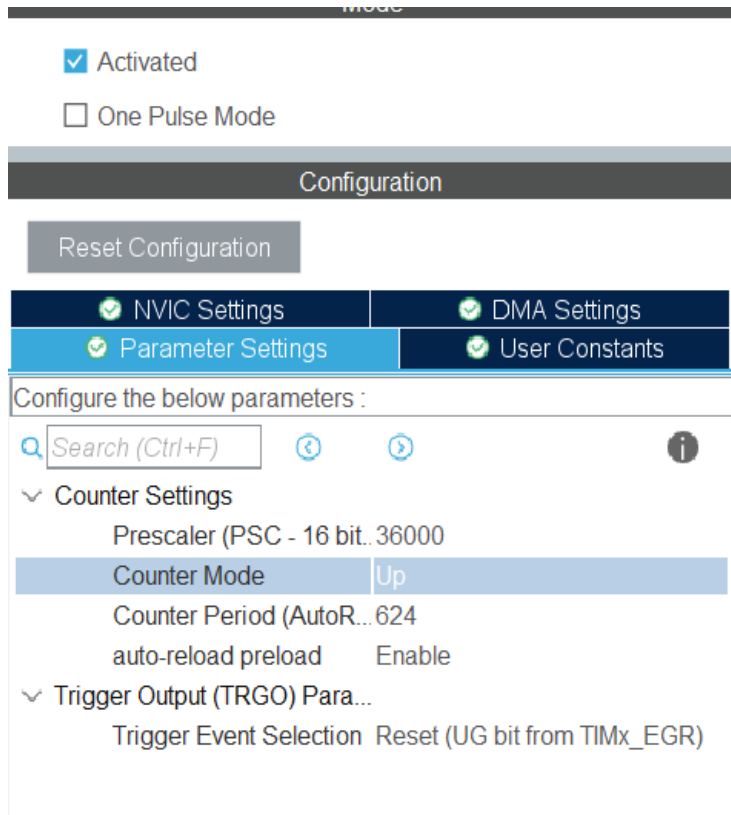 Mode
Activated
One Pulse Mode
Configuration
Reset Configuration
NVIC Settings DMA Settings
Parameter Settings User Constants
Configure the below parameters :
Search (Ctrl+F)
Counter Settings
Prescaler (PSC - 16 bit.. 36000
Counter Mode Up
Counter Period (AutoR... 624
auto-reload preload Enable
Trigger Output (TRGO) Para...
Trigger Event Selection Reset (UG bit from TIMx_EGR)